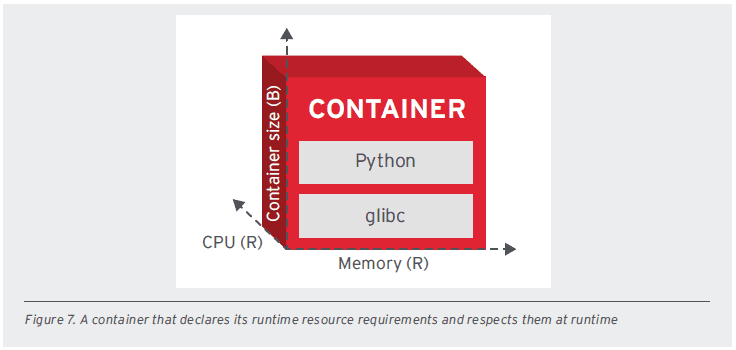 Container size (B)
CONTAINER
Python
glibc
CPU (R)
Memory (R)
Figure 7. A container that declares its runtime resource requirements and respects them at runtime